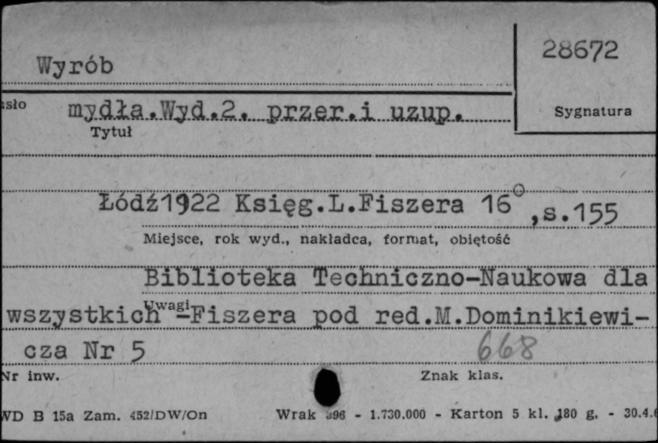 Wyrób
28672
mydła.Wyd.2. przer.i uzup.
Tytuł
Sygnatura
Łódź1922 Księg.L.Fiszera 16°,s.155
Miejsce, rok wyd., nakładca, format, objętość
Biblioteka Techniczno-Naukowa dla
Uwagi
wszystkich -Fiszera pod red.M.Dominikiewi-
cza Nr 5
668
Nr inw.
Znak klas.
WD B 15a Zam. 452/DW/On Wrak 396 - 1.730.000 - Karton 5 kl. 180 g. - 30.4.6